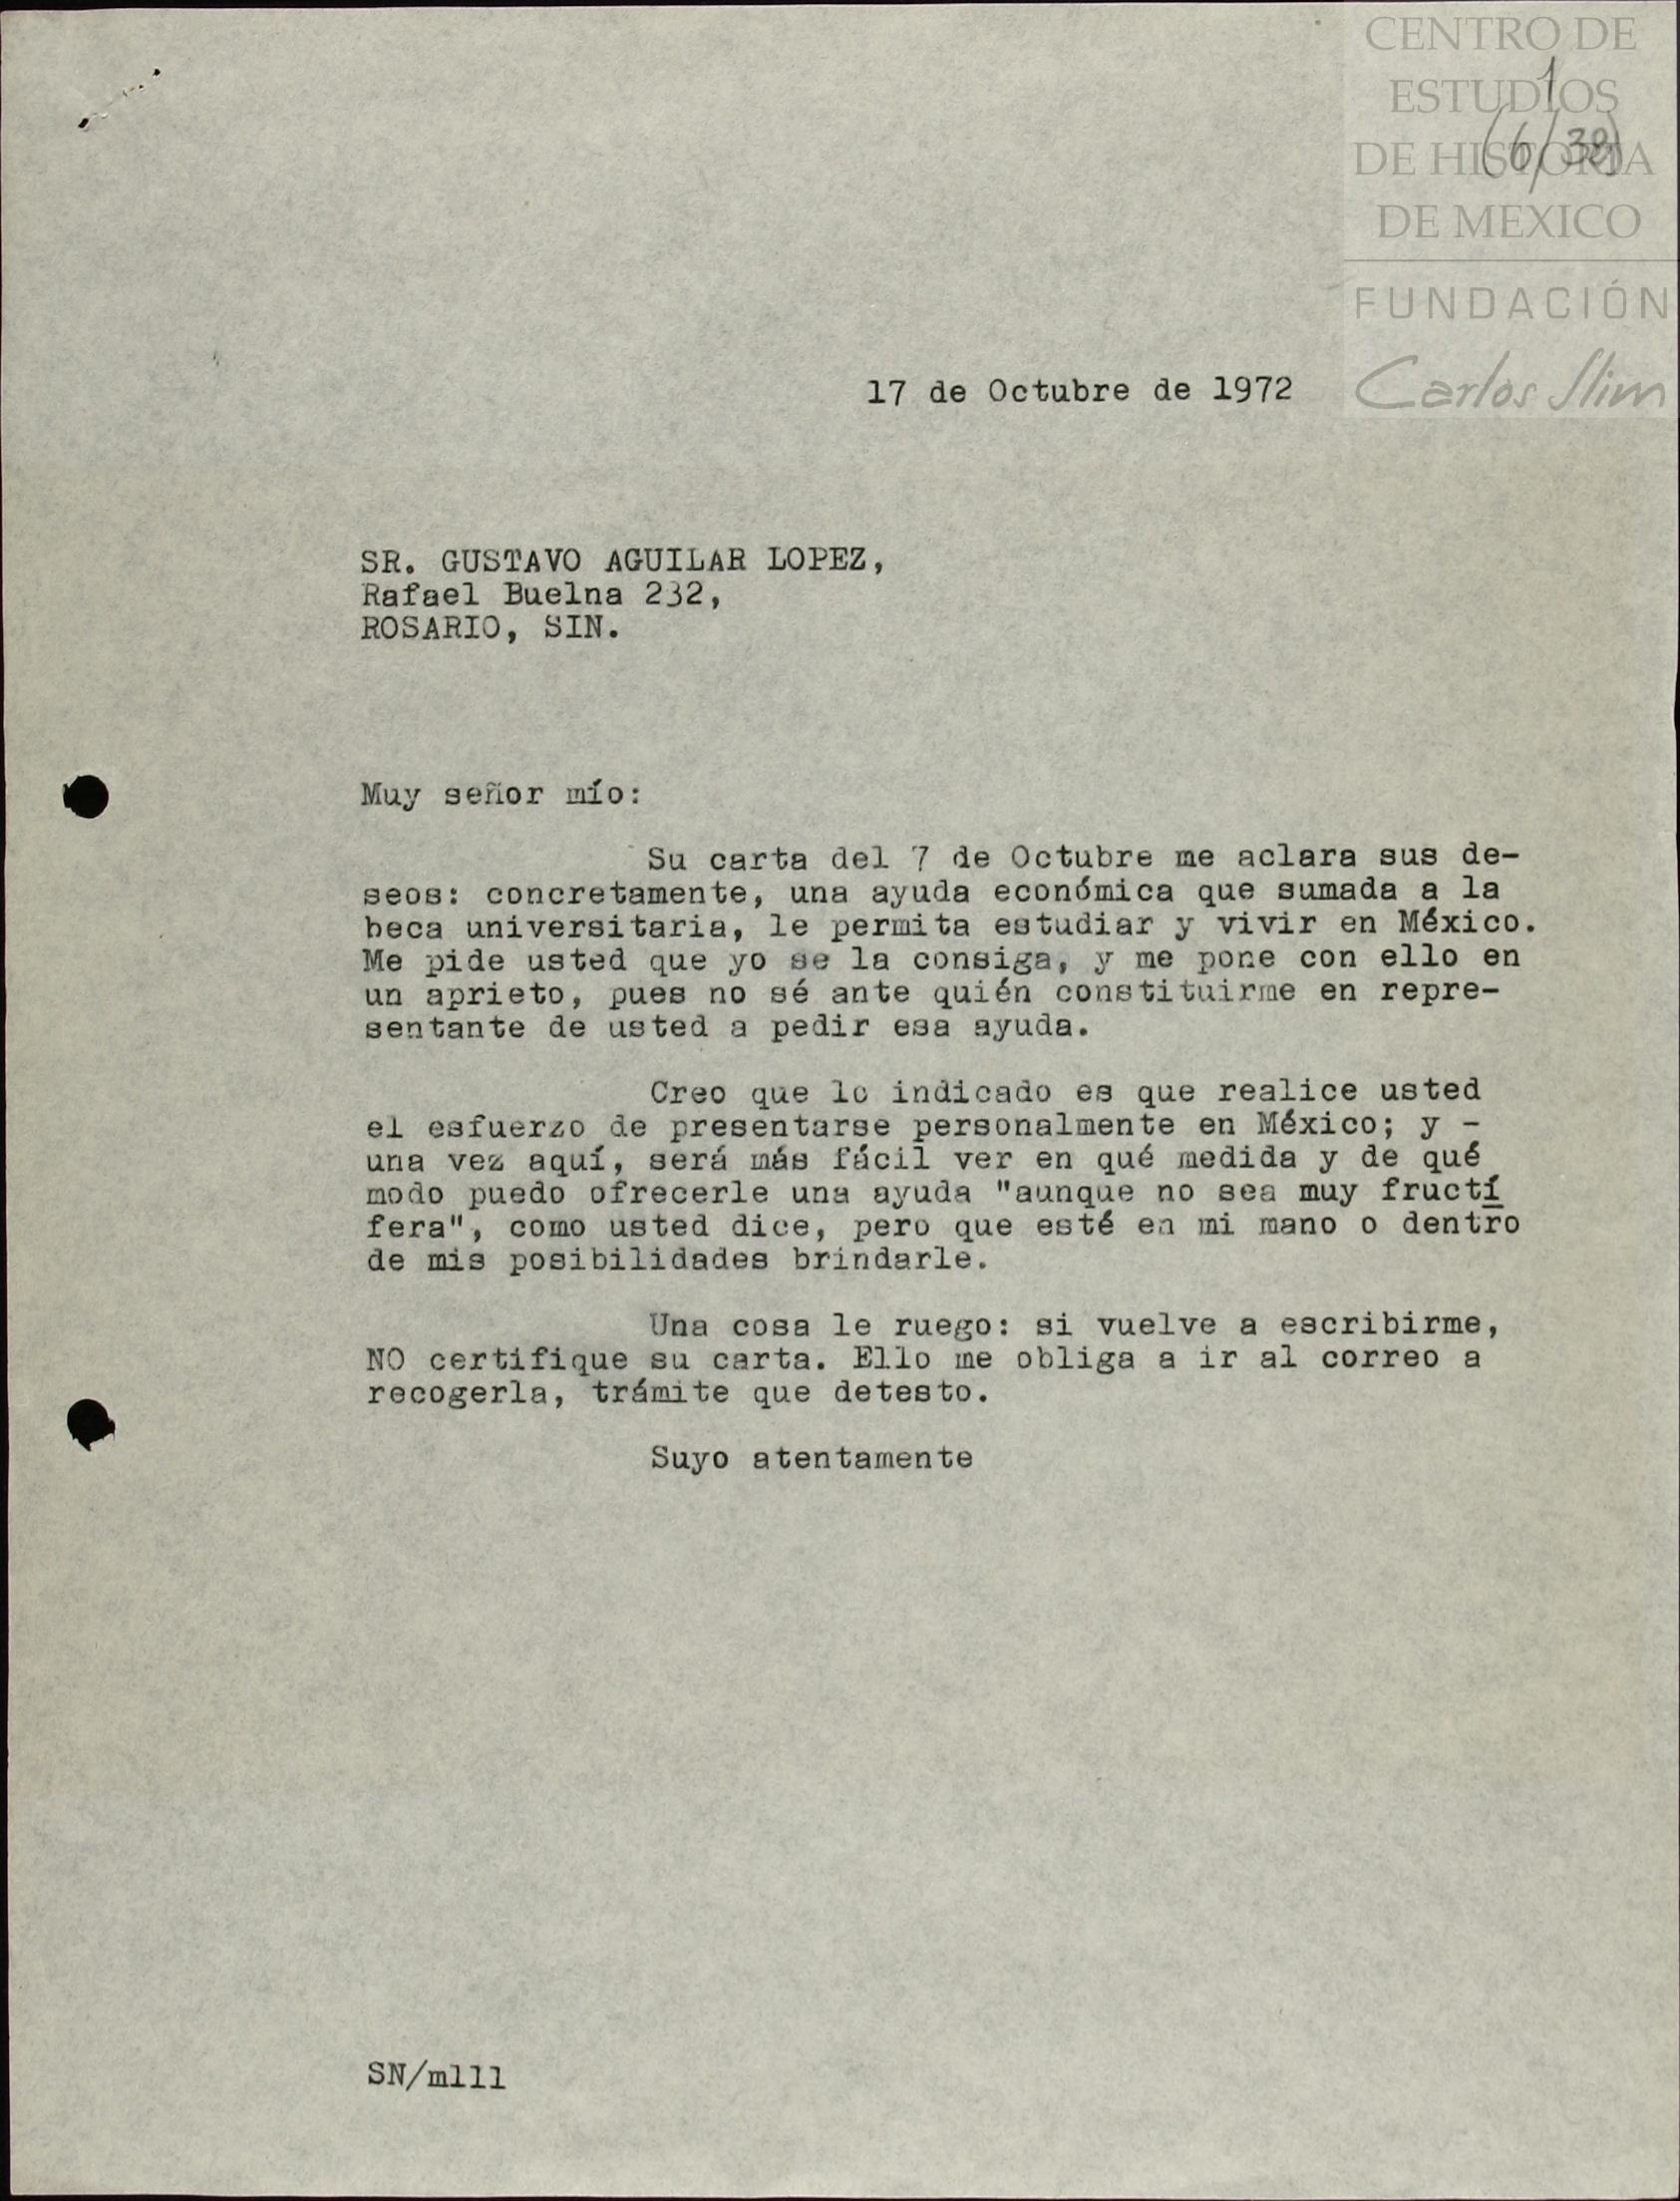 CENTRO DE
ESTUDIOS
DE HISTORIA
DE MEXICO
FUNDACIÓN
Carlos Slim
1
(6/38)
17 de Octubre de 1972
SR. GUSTAVO AGUILAR LOPEZ,
Rafael Buelna 232,
ROSARIO, SIN.
Muy señor mío:
Su carta del 7 de Octubre me aclara sus de-
seos: concretamente, una ayuda económica que sumada a la
beca universitaria, le permita estudiar y vivir en México.
Me pide usted que yo se la consiga, y me pone con ello en
un aprieto, pues no sé ante quién constituirme en repre-
sentante de usted a pedir esa ayuda.
Creo que lo indicado es que realice usted
el esfuerzo de presentarse personalmente en México; y -
una vez aquí, será más fácil ver en qué medida y de qué
modo puedo ofrecerle una ayuda "aunque no sea muy fructí
fera", como usted dice, pero que esté en mi mano o dentro
de mis posibilidades brindarle.
Una cosa le ruego: si vuelve a escribirme,
NO certifique su carta. Ello me obliga a ir al correo a
recogerla, trámite que detesto.
Suyo atentamente
SN/mlll